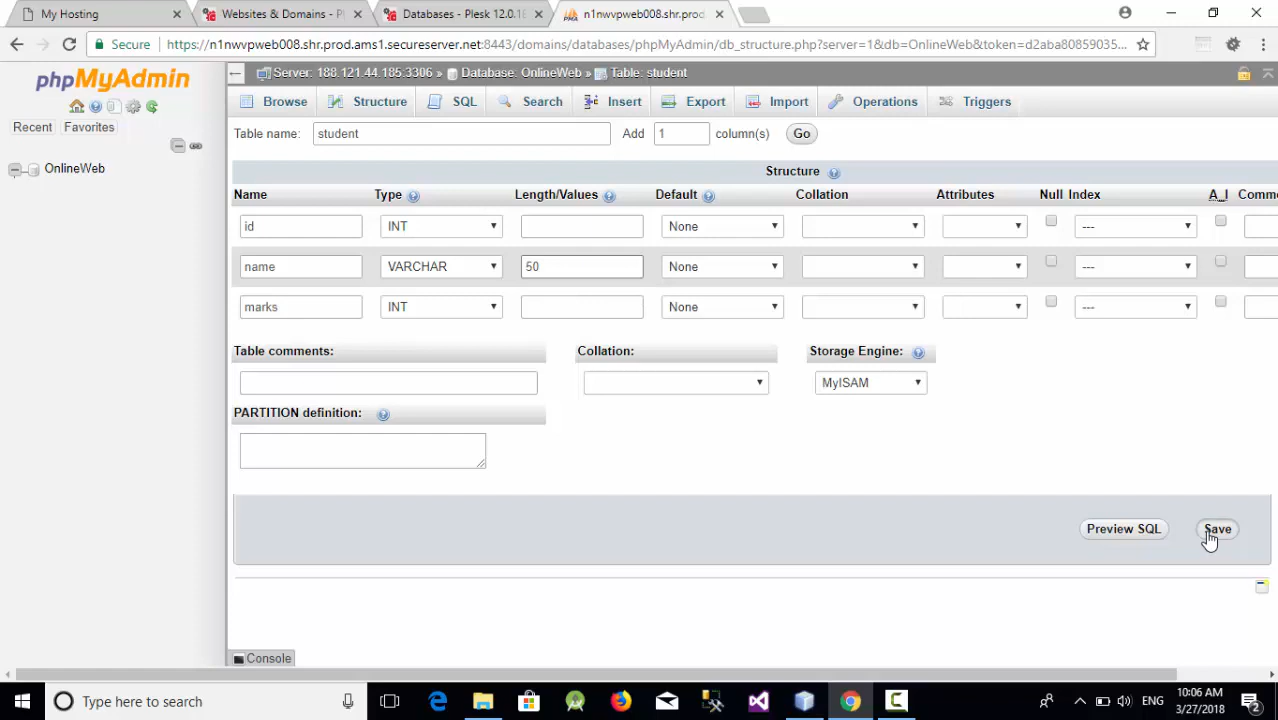 My Hosting
Websites & Domains - Pl
Databases - Plesk 12.0.18
n1nwvpweb008.shr.prod.
Secure https://n1nwvpweb008.shr.prod.ams1.secureserver.net:8443/domains/databases/phpMyAdmin/db_structure.php?server=1&db=OnlineWeb&token=d2aba80859035...
phpMyAdmin
Recent Favorites
OnlineWeb
Server: 188.121.44.185:3306 » Database: OnlineWeb » Table: student
Browse Structure SQL Search Insert Export Import Operations Triggers
Table name: student Add 1 column(s) Go
Structure
Name Type Length/Values Default Collation Attributes Null Index A_I Comme
id INT None ---
name VARCHAR 50 None ---
marks INT None ---
Table comments: Collation: Storage Engine:
MyISAM
PARTITION definition:
Preview SQL Save
Console
Type here to search
ENG
10:06 AM
3/27/2018
2